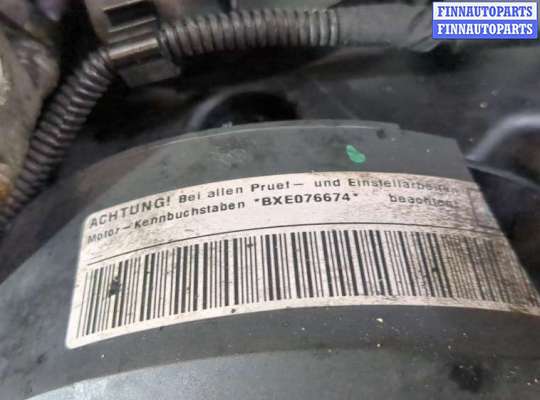 FINNAUTOPARTS
FINNAUTOPARTS
ACHTUNG! Bei allen Pruef- und Einstellarbeiten
Motor-Kennbuchstaben *BXE076674* beachten!